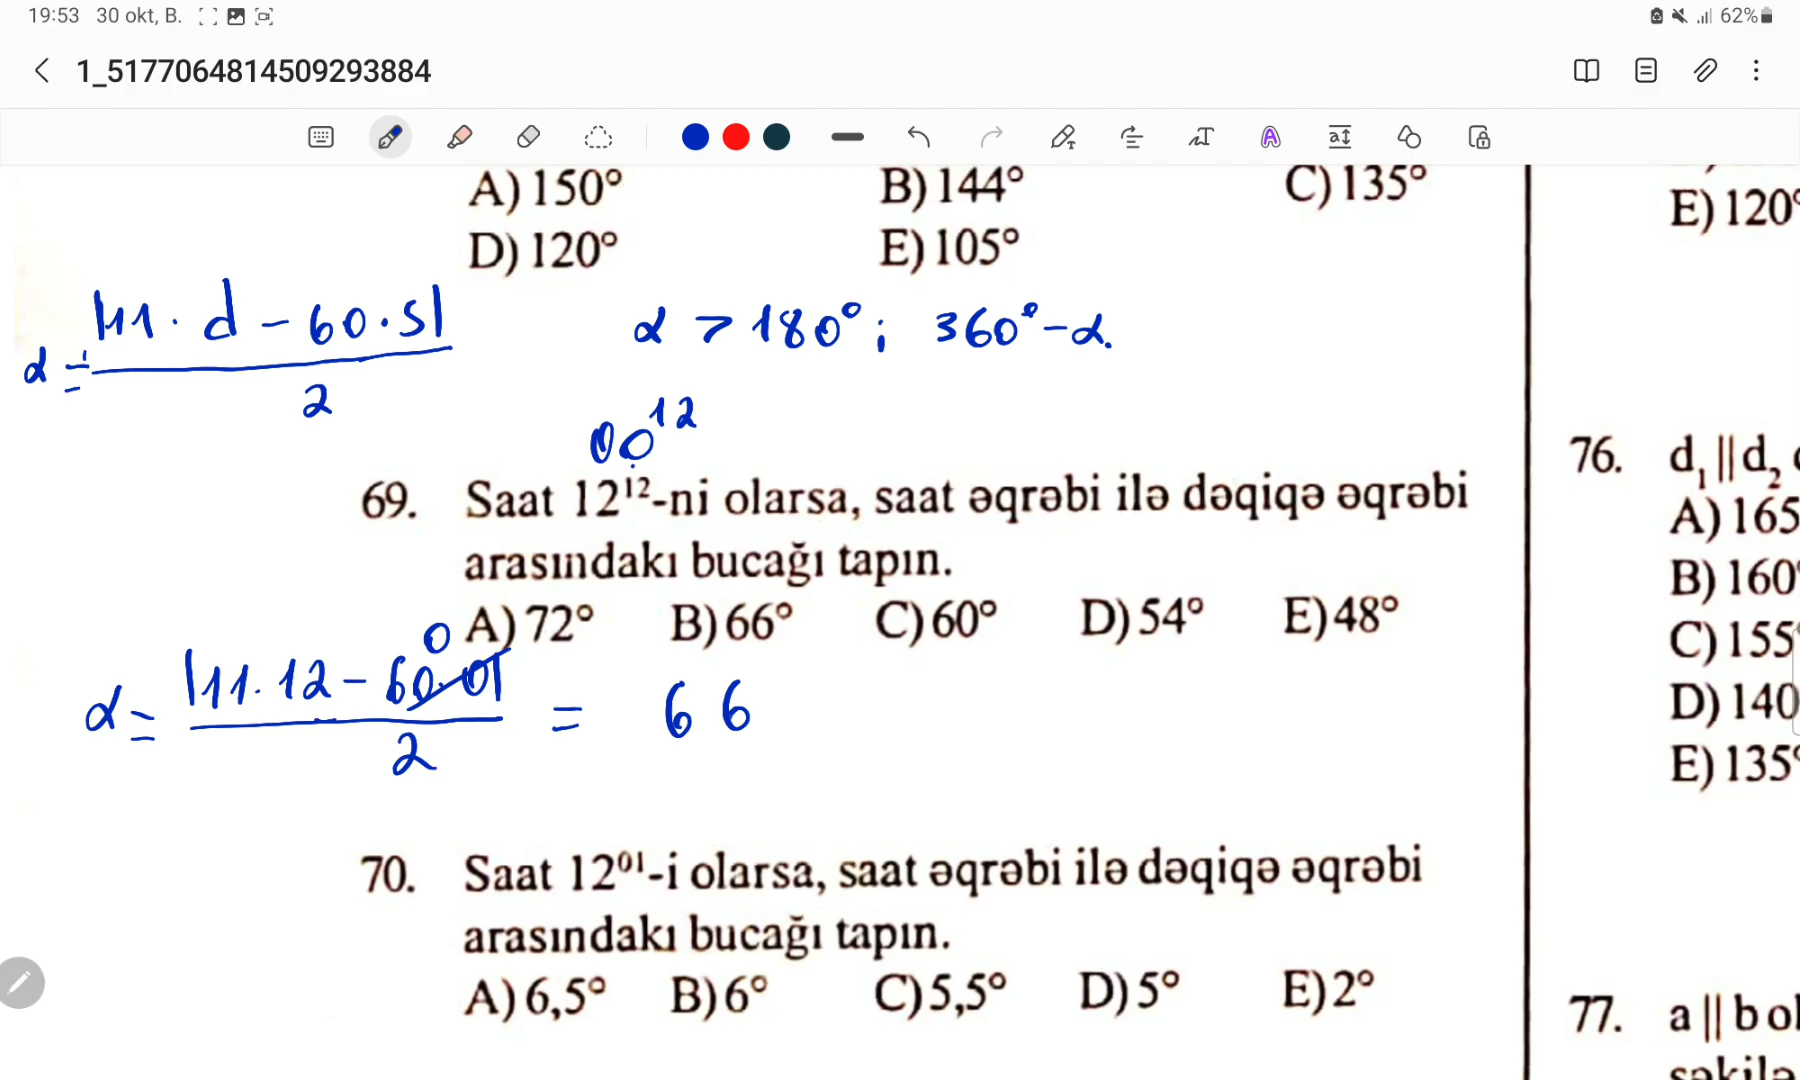 19:53 30 okt, B. 62%
1_5177064814509293884
A) 150° B) 144° C) 135°
D) 120° E) 105°
α = |11 · d − 60 · s| / 2
α > 180° ; 360° − α.
00¹²
69. Saat 12¹²-ni olarsa, saat əqrəbi ilə dəqiqə əqrəbi
arasındakı bucağı tapın.
A) 72° B) 66° C) 60° D) 54° E) 48°
α = |11 · 12 − 60 · 0| / 2 = 66
0
70. Saat 12⁰¹-i olarsa, saat əqrəbi ilə dəqiqə əqrəbi
arasındakı bucağı tapın.
A) 6,5° B) 6° C) 5,5° D) 5° E) 2°
E) 120°
76. d₁ || d₂
A) 165
B) 160°
C) 155°
D) 140
E) 135°
77. a || b